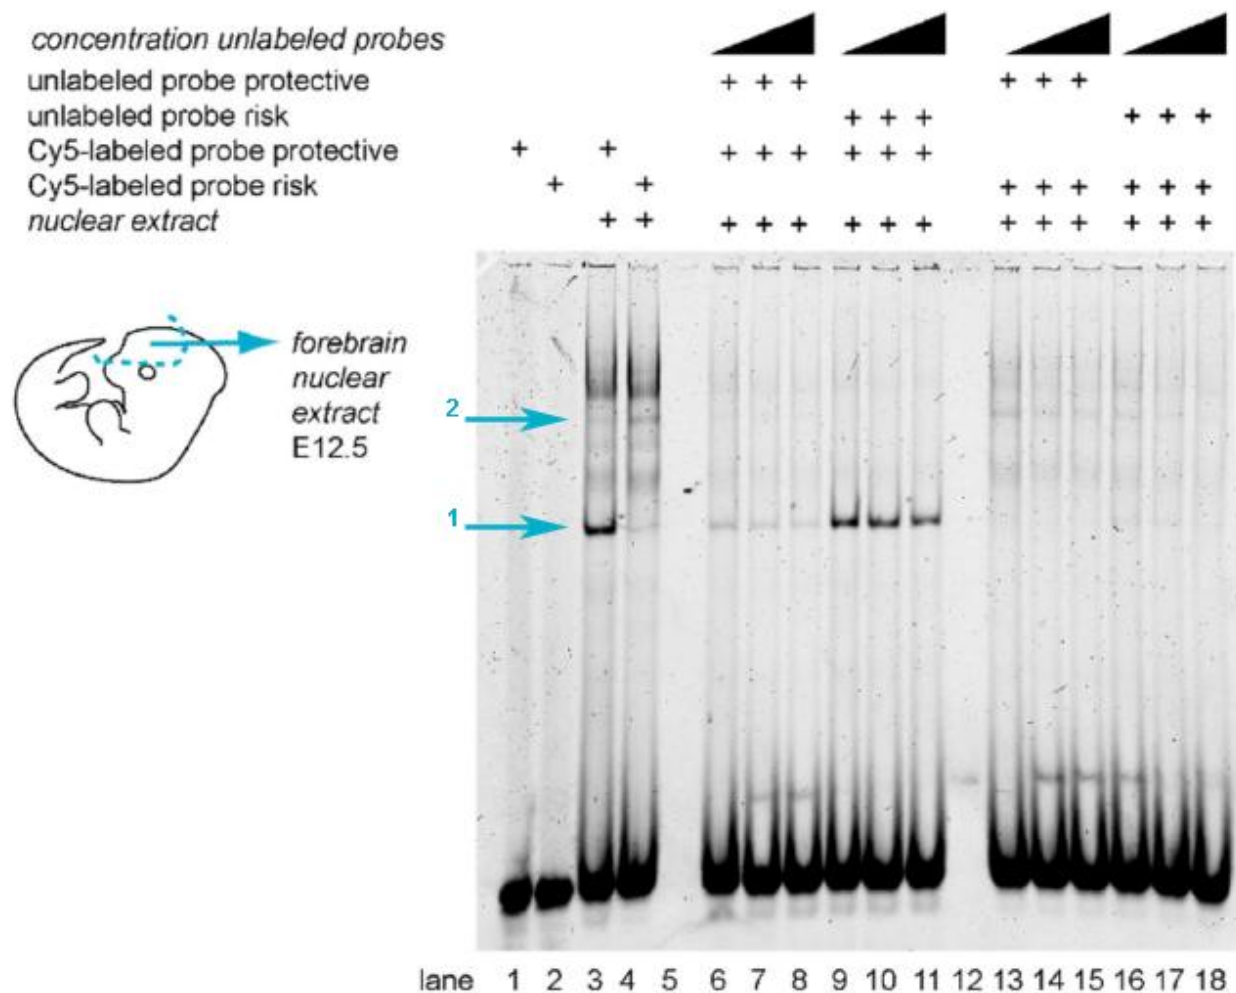 concentration unlabeled probes
unlabeled probe protective + + + + + +
unlabeled probe risk + + + + + +
Cy5-labeled probe protective + + + + + + + +
Cy5-labeled probe risk + + + + + + + +
nuclear extract + + + + + + + + + + + + + +
forebrain
nuclear
extract
E12.5
2
1
lane 1 2 3 4 5 6 7 8 9 10 11 12 13 14 15 16 17 18